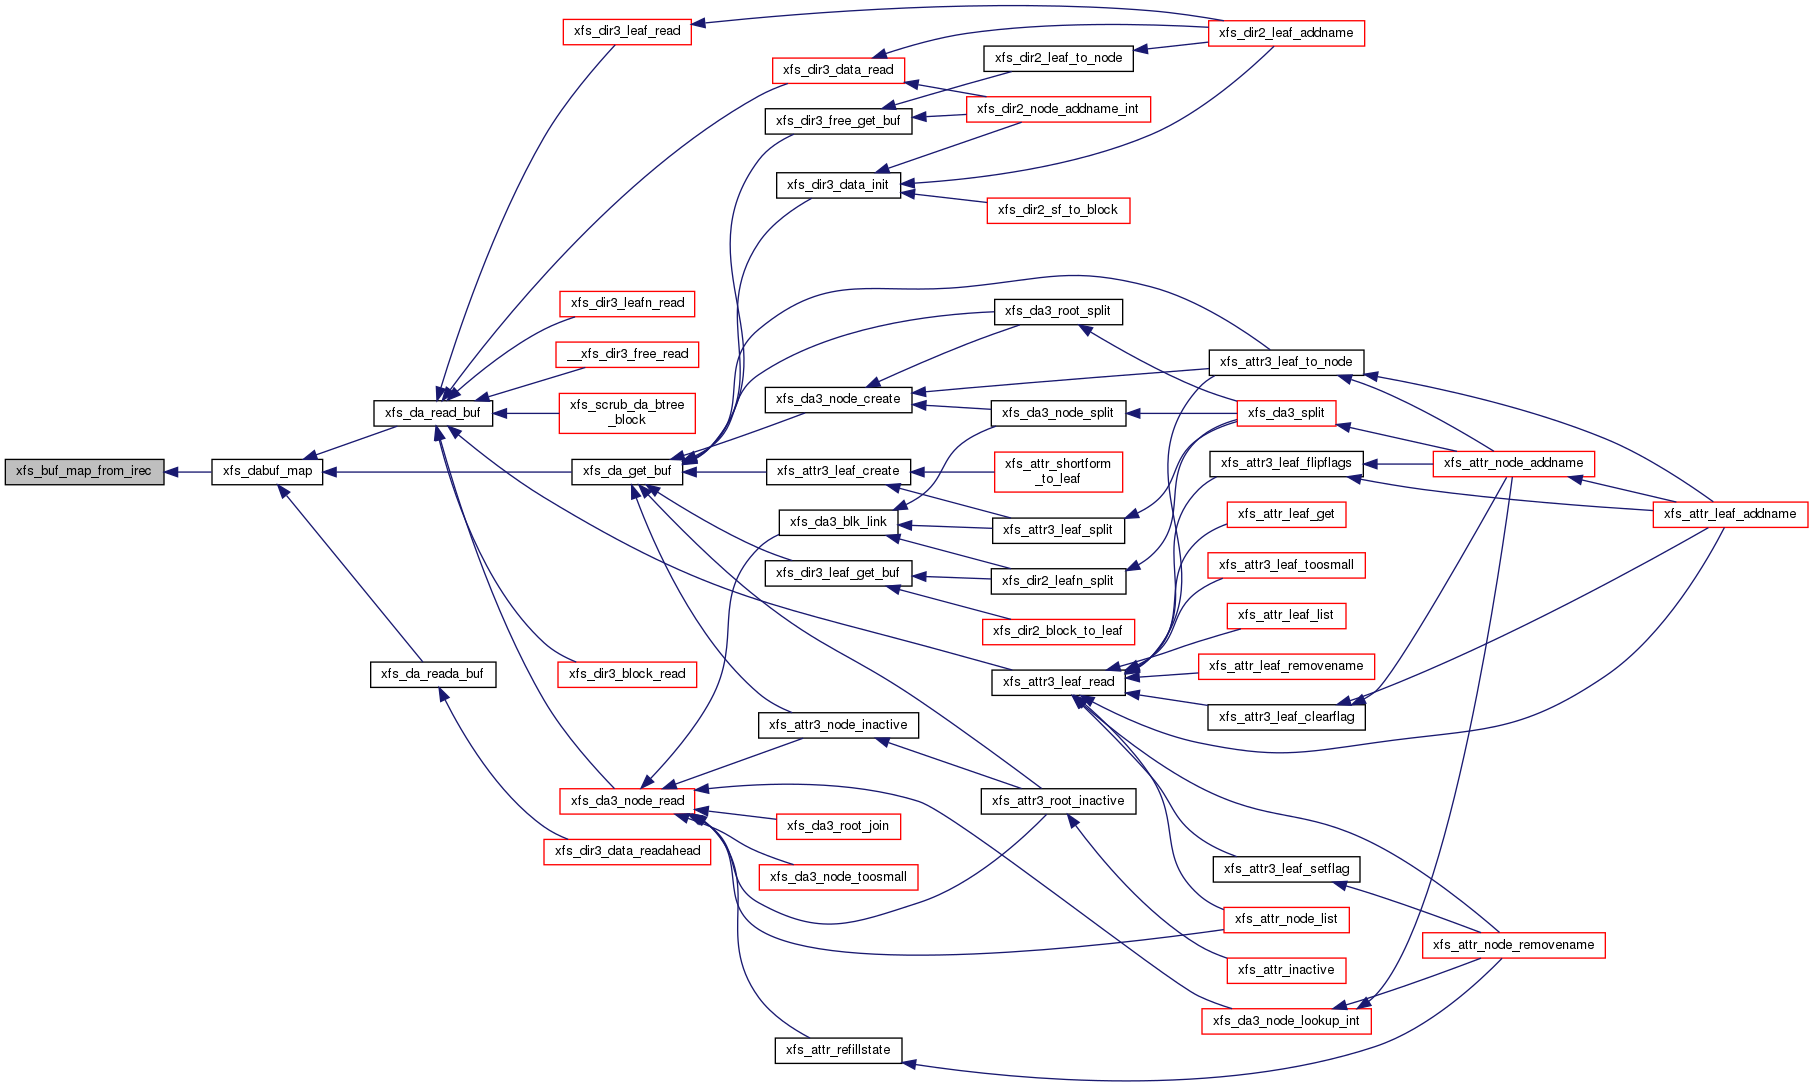 xfs_dir3_leaf_read
xfs_dir2_leaf_addname
xfs_dir2_leaf_to_node
xfs_dir3_data_read
xfs_dir2_node_addname_int
xfs_dir3_free_get_buf
xfs_dir3_data_init
xfs_dir2_sf_to_block
xfs_dir3_leafn_read
xfs_da3_root_split
__xfs_dir3_free_read
xfs_attr3_leaf_to_node
xfs_da3_node_create
xfs_scrub_da_btree
_block
xfs_da_read_buf
xfs_da3_node_split
xfs_da3_split
xfs_attr3_leaf_flipflags
xfs_attr_node_addname
xfs_buf_map_from_irec
xfs_dabuf_map
xfs_da_get_buf
xfs_attr3_leaf_create
xfs_attr_shortform
_to_leaf
xfs_attr_leaf_get
xfs_attr_leaf_addname
xfs_da3_blk_link
xfs_attr3_leaf_split
xfs_attr3_leaf_toosmall
xfs_dir3_leaf_get_buf
xfs_dir2_leafn_split
xfs_attr_leaf_list
xfs_dir2_block_to_leaf
xfs_attr_leaf_removename
xfs_da_reada_buf
xfs_dir3_block_read
xfs_attr3_leaf_read
xfs_attr3_leaf_clearflag
xfs_attr3_node_inactive
xfs_da3_node_read
xfs_attr3_root_inactive
xfs_da3_root_join
xfs_dir3_data_readahead
xfs_da3_node_toosmall
xfs_attr3_leaf_setflag
xfs_attr_node_list
xfs_attr_node_removename
xfs_attr_inactive
xfs_da3_node_lookup_int
xfs_attr_refillstate